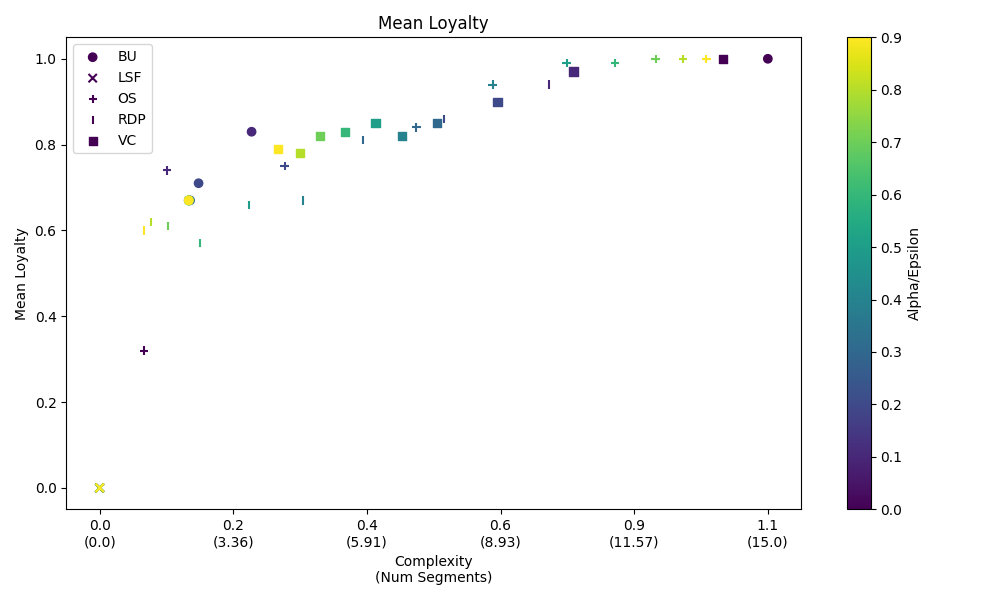 Mean Loyalty
BU
LSF
OS
RDP
VC
Mean Loyalty
1.0
0.8
0.6
0.4
0.2
0.0
0.0 0.2 0.4 0.6 0.9 1.1
(0.0) (3.36) (5.91) (8.93) (11.57) (15.0)
Complexity
(Num Segments)
0.9
0.8
0.7
0.6
0.5
0.4
0.3
0.2
0.1
0.0
Alpha/Epsilon